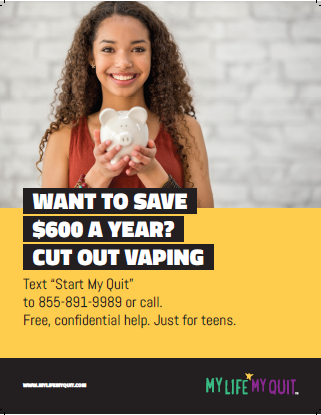 WANT TO SAVE
$600 A YEAR?
CUT OUT VAPING
Text “Start My Quit”
to 855-891-9989 or call.
Free, confidential help. Just for teens.
WWW.MYLIFEMYQUIT.COM
MY LIFE MY QUIT